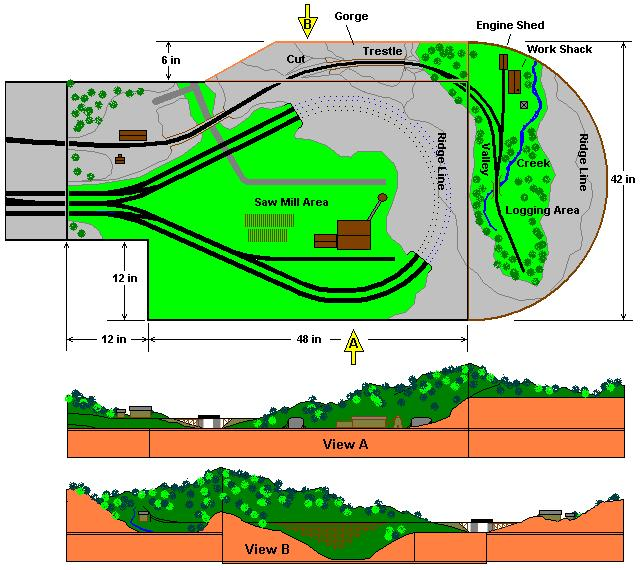 B
Gorge
Engine Shed
6 in
Cut
Trestle
Work Shack
Ridge Line
Valley
Creek
Ridge Line
42 in
Saw Mill Area
Logging Area
12 in
12 in
48 in
A
View A
View B